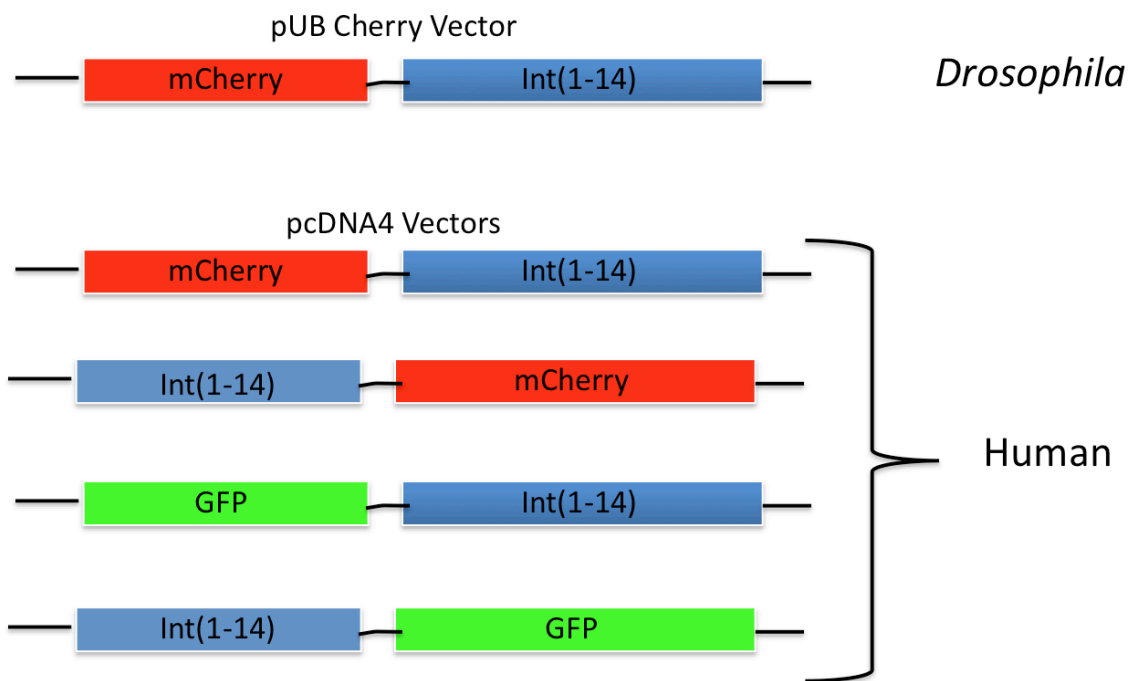 pUB Cherry Vector
mCherry Int(1-14) Drosophila
pcDNA4 Vectors
mCherry Int(1-14)
Int(1-14) mCherry
Human
GFP Int(1-14)
Int(1-14) GFP